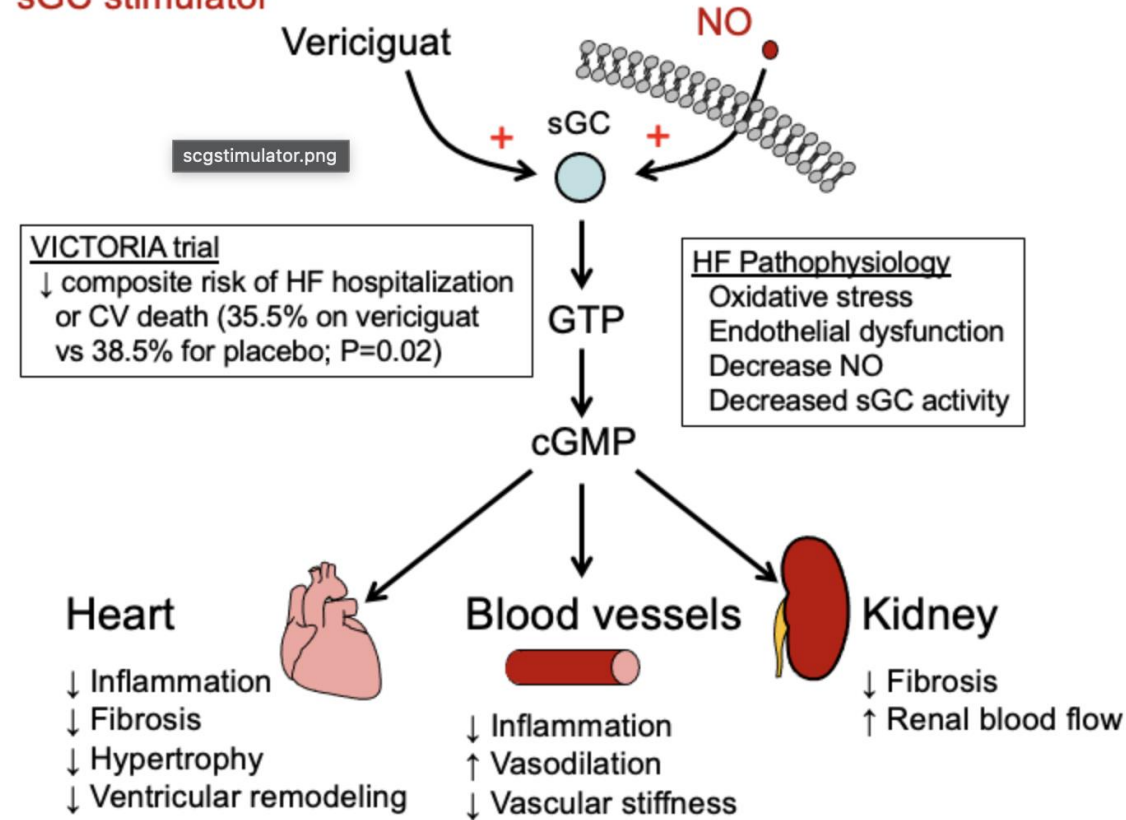 sGC stimulator
Vericiguat
NO
+
sGC
+
scgstimulator.png
VICTORIA trial
↓ composite risk of HF hospitalization
or CV death (35.5% on vericiguat
vs 38.5% for placebo; P=0.02)
HF Pathophysiology
Oxidative stress
Endothelial dysfunction
Decrease NO
Decreased sGC activity
GTP
cGMP
Heart
↓ Inflammation
↓ Fibrosis
↓ Hypertrophy
↓ Ventricular remodeling
Blood vessels
↓ Inflammation
↑ Vasodilation
↓ Vascular stiffness
Kidney
↓ Fibrosis
↑ Renal blood flow